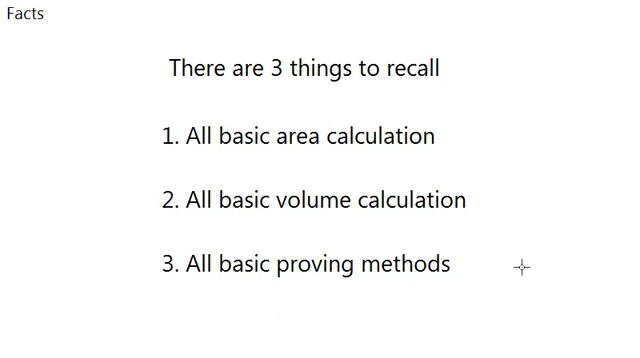 Facts
There are 3 things to recall
1. All basic area calculation
2. All basic volume calculation
3. All basic proving methods